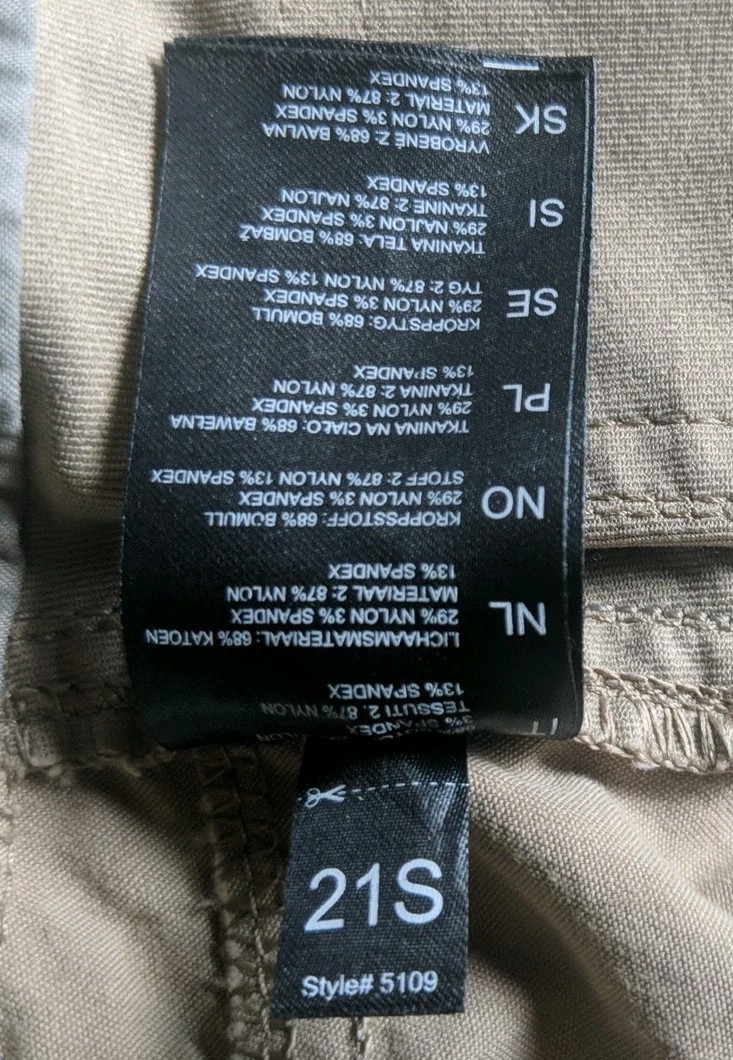 IT
3% SPANDEX
TESSUTI 2: 87% NYLON
13% SPANDEX
NL
LICHAAMSMATERIAAL: 68% KATOEN
29% NYLON 3% SPANDEX
MATERIAAL 2: 87% NYLON
13% SPANDEX
NO
KROPPSSTOFF: 68% BOMULL
29% NYLON 3% SPANDEX
STOFF 2: 87% NYLON 13% SPANDEX
PL
TKANINA NA CIAŁO: 68% BAWEŁNA
29% NYLON 3% SPANDEX
TKANINA 2: 87% NYLON
13% SPANDEX
SE
KROPPSTYG: 68% BOMULL
29% NYLON 3% SPANDEX
TYG 2: 87% NYLON 13% SPANDEX
SI
TKANINA TELA: 68% BOMBAŽ
29% NAJLON 3% SPANDEX
TKANINE 2: 87% NAJLON
13% SPANDEX
SK
VYROBENÉ Z: 68% BAVLNA
29% NYLON 3% SPANDEX
MATERIAL 2: 87% NYLON
13% SPANDEX
21S
Style# 5109